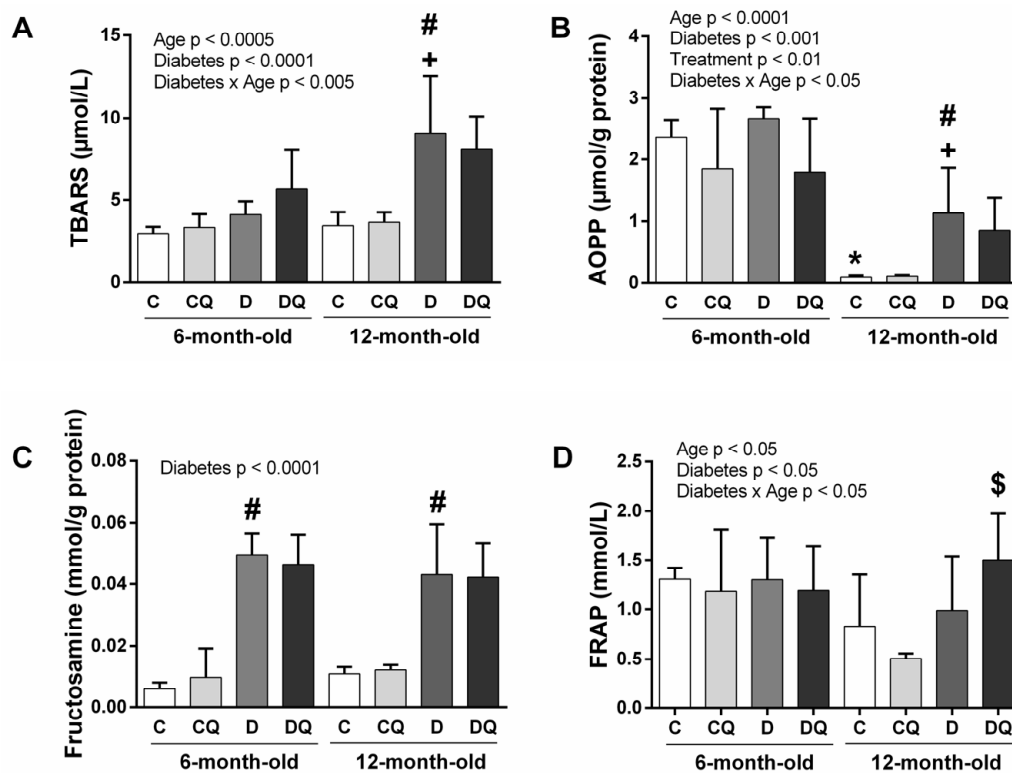 A
TBARS (µmol/L)
Age p < 0.0005
Diabetes p < 0.0001
Diabetes x Age p < 0.005
15
10
5
0
#
+
C CQ D DQ C CQ D DQ
6-month-old 12-month-old
B
AOPP (µmol/g protein)
Age p < 0.0001
Diabetes p < 0.001
Treatment p < 0.01
Diabetes x Age p < 0.05
4
3
2
1
0
#
+
*
C CQ D DQ C CQ D DQ
6-month-old 12-month-old
C
Fructosamine (mmol/g protein)
Diabetes p < 0.0001
0.08
0.06
0.04
0.02
0.00
# #
C CQ D DQ C CQ D DQ
6-month-old 12-month-old
D
FRAP (mmol/L)
Age p < 0.05
Diabetes p < 0.05
Diabetes x Age p < 0.05
2.5
2.0
1.5
1.0
0.5
0.0
$
C CQ D DQ C CQ D DQ
6-month-old 12-month-old